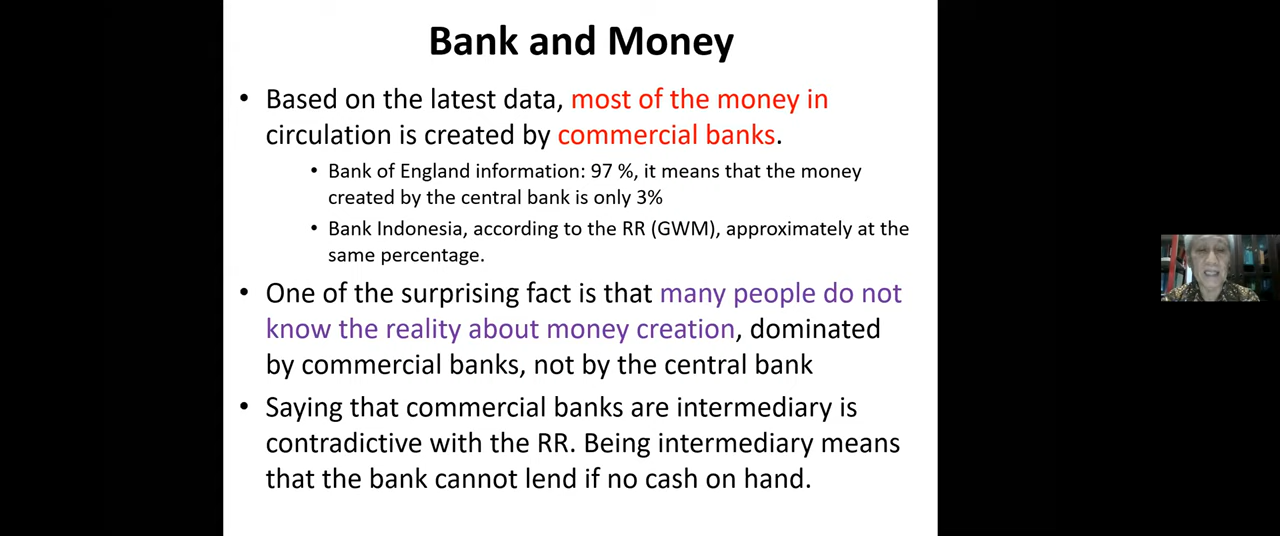 Bank and Money
• Based on the latest data, most of the money in
circulation is created by commercial banks.
• Bank of England information: 97 %, it means that the money
created by the central bank is only 3%
• Bank Indonesia, according to the RR (GWM), approximately at the
same percentage.
• One of the surprising fact is that many people do not
know the reality about money creation, dominated
by commercial banks, not by the central bank
• Saying that commercial banks are intermediary is
contradictive with the RR. Being intermediary means
that the bank cannot lend if no cash on hand.